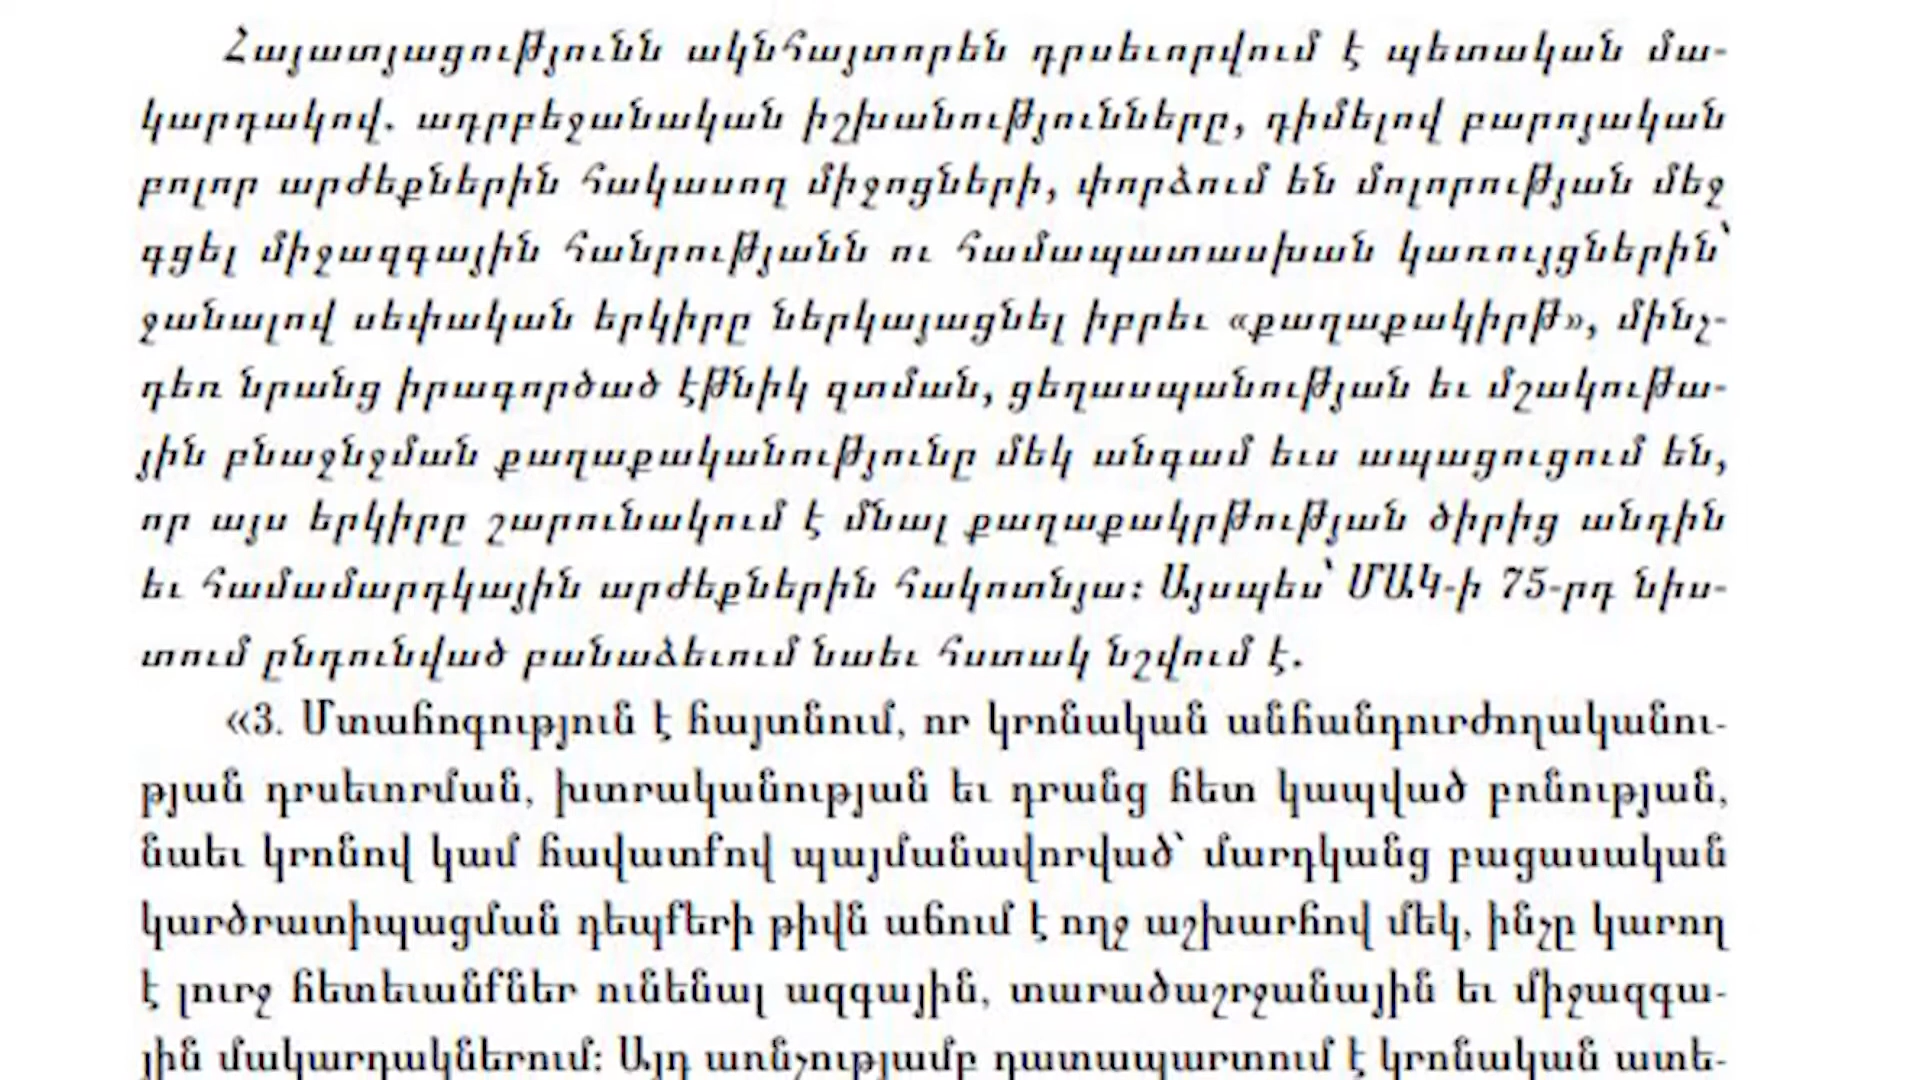 Հայատյացությունն ակնհայտորեն դրսեւորվում է պետական մա-
կարդակով. ադրբեջանական իշխանությունները, դիմելով բարոյական
բոլոր արժեքներին հակասող միջոցների, փորձում են մոլորության մեջ
գցել միջազգային հանրությանն ու համապատասխան կառույցներին՝
ջանալով սեփական երկիրը ներկայացնել իբրեւ «քաղաքակիրթ», մինչ-
դեռ նրանց իրագործած էթնիկ զտման, ցեղասպանության եւ մշակութա-
յին բնաջնջման քաղաքականությունը մեկ անգամ եւս ապացուցում են,
որ այս երկիրը շարունակում է մնալ քաղաքակրթության ծիրից անդին
եւ համամարդկային արժեքներին հակոտնյա: Այսպես՝ ՄԱԿ-ի 75-րդ նիս-
տում ընդունված բանաձեւում նաեւ հստակ նշվում է.
«3. Մտահոգություն է հայտնում, որ կրոնական անհանդուրժողականու-
թյան դրսեւորման, խտրականության եւ դրանց հետ կապված բռնության,
նաեւ կրոնով կամ հավատքով պայմանավորված՝ մարդկանց բացասական
կարծրատիպացման դեպքերի թիվն աճում է ողջ աշխարհով մեկ, ինչը կարող
է լուրջ հետեւանքներ ունենալ ազգային, տարածաշրջանային եւ միջազգա-
յին մակարդակներում: Այդ առնչությամբ դատապարտում է կրոնական ատե-